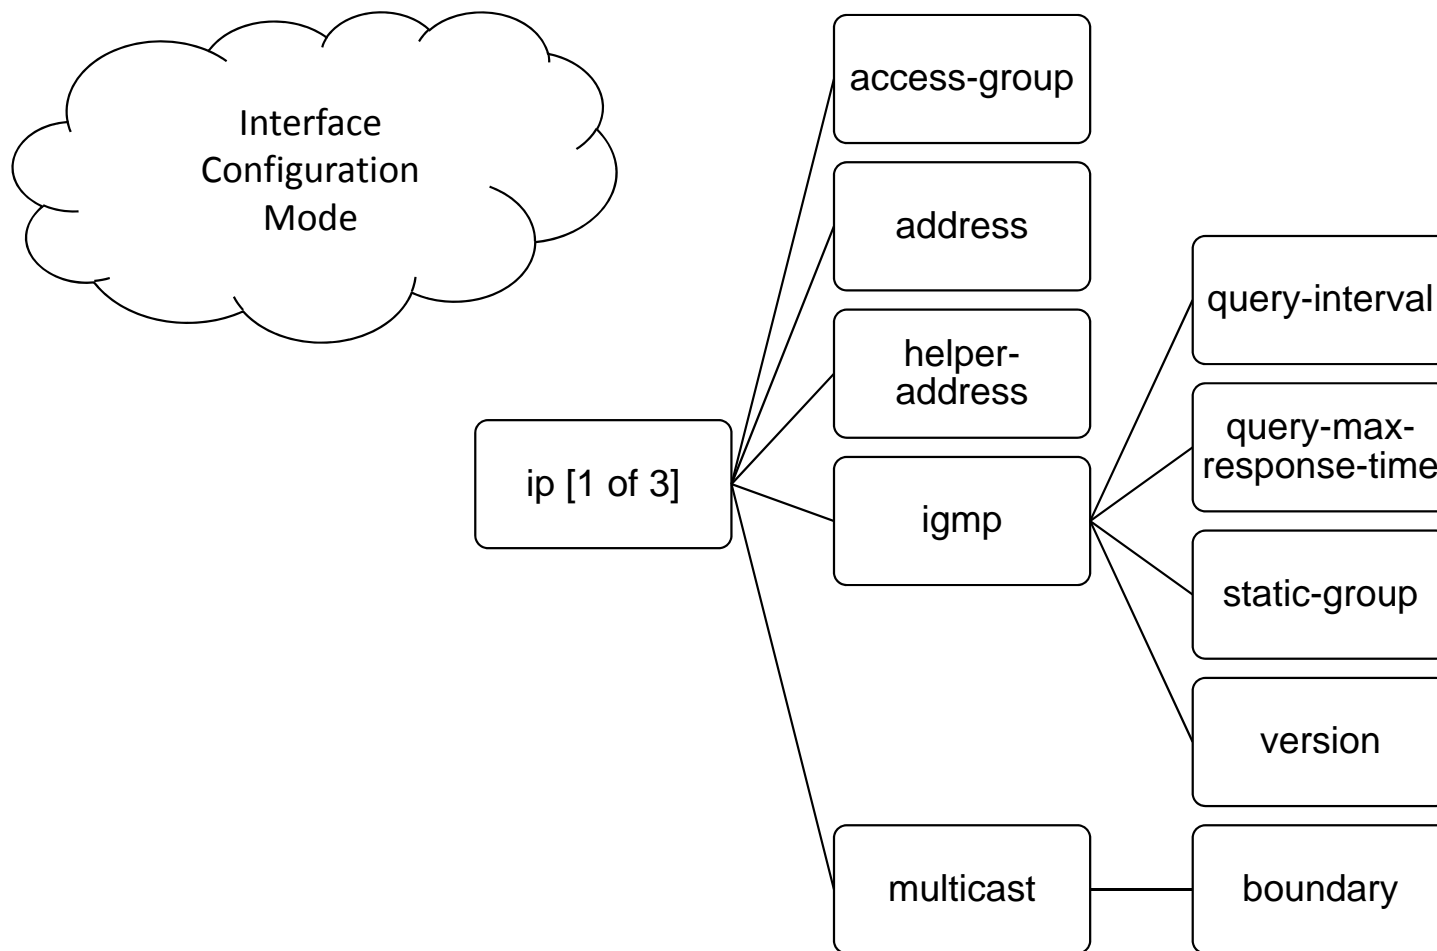 Interface
Configuration
Mode
ip [1 of 3]
access-group
address
helper-
address
igmp
multicast
query-interval
query-max-
response-time
static-group
version
boundary